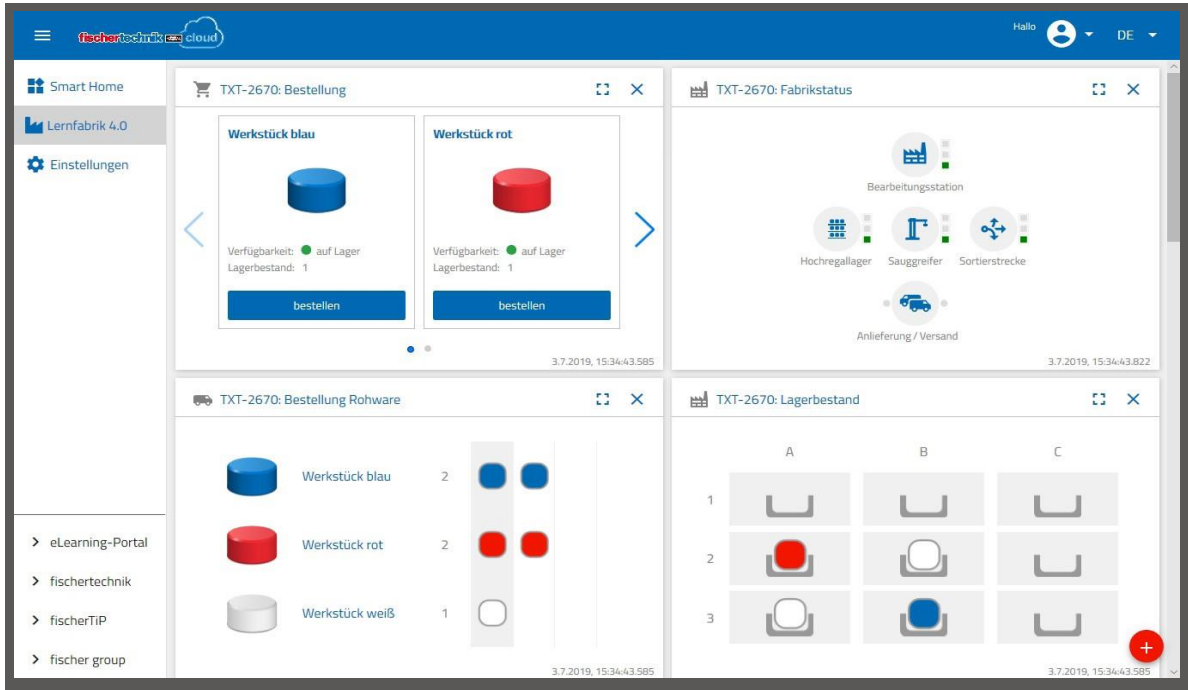 fischertechnik cloud
Hallo
DE
Smart Home
Lernfabrik 4.0
Einstellungen
eLearning-Portal
fischertechnik
fischerTiP
fischer group
TXT-2670: Bestellung
Werkstück blau
Verfügbarkeit: auf Lager
Lagerbestand: 1
bestellen
Werkstück rot
Verfügbarkeit: auf Lager
Lagerbestand: 1
bestellen
3.7.2019, 15:34:43.585
TXT-2670: Fabrikstatus
Bearbeitungsstation
Hochregallager Sauggreifer Sortierstrecke
Anlieferung / Versand
3.7.2019, 15:34:43.822
TXT-2670: Bestellung Rohware
Werkstück blau 2
Werkstück rot 2
Werkstück weiß 1
3.7.2019, 15:34:43.585
TXT-2670: Lagerbestand
A B C
1
2
3
3.7.2019, 15:34:43.585
+